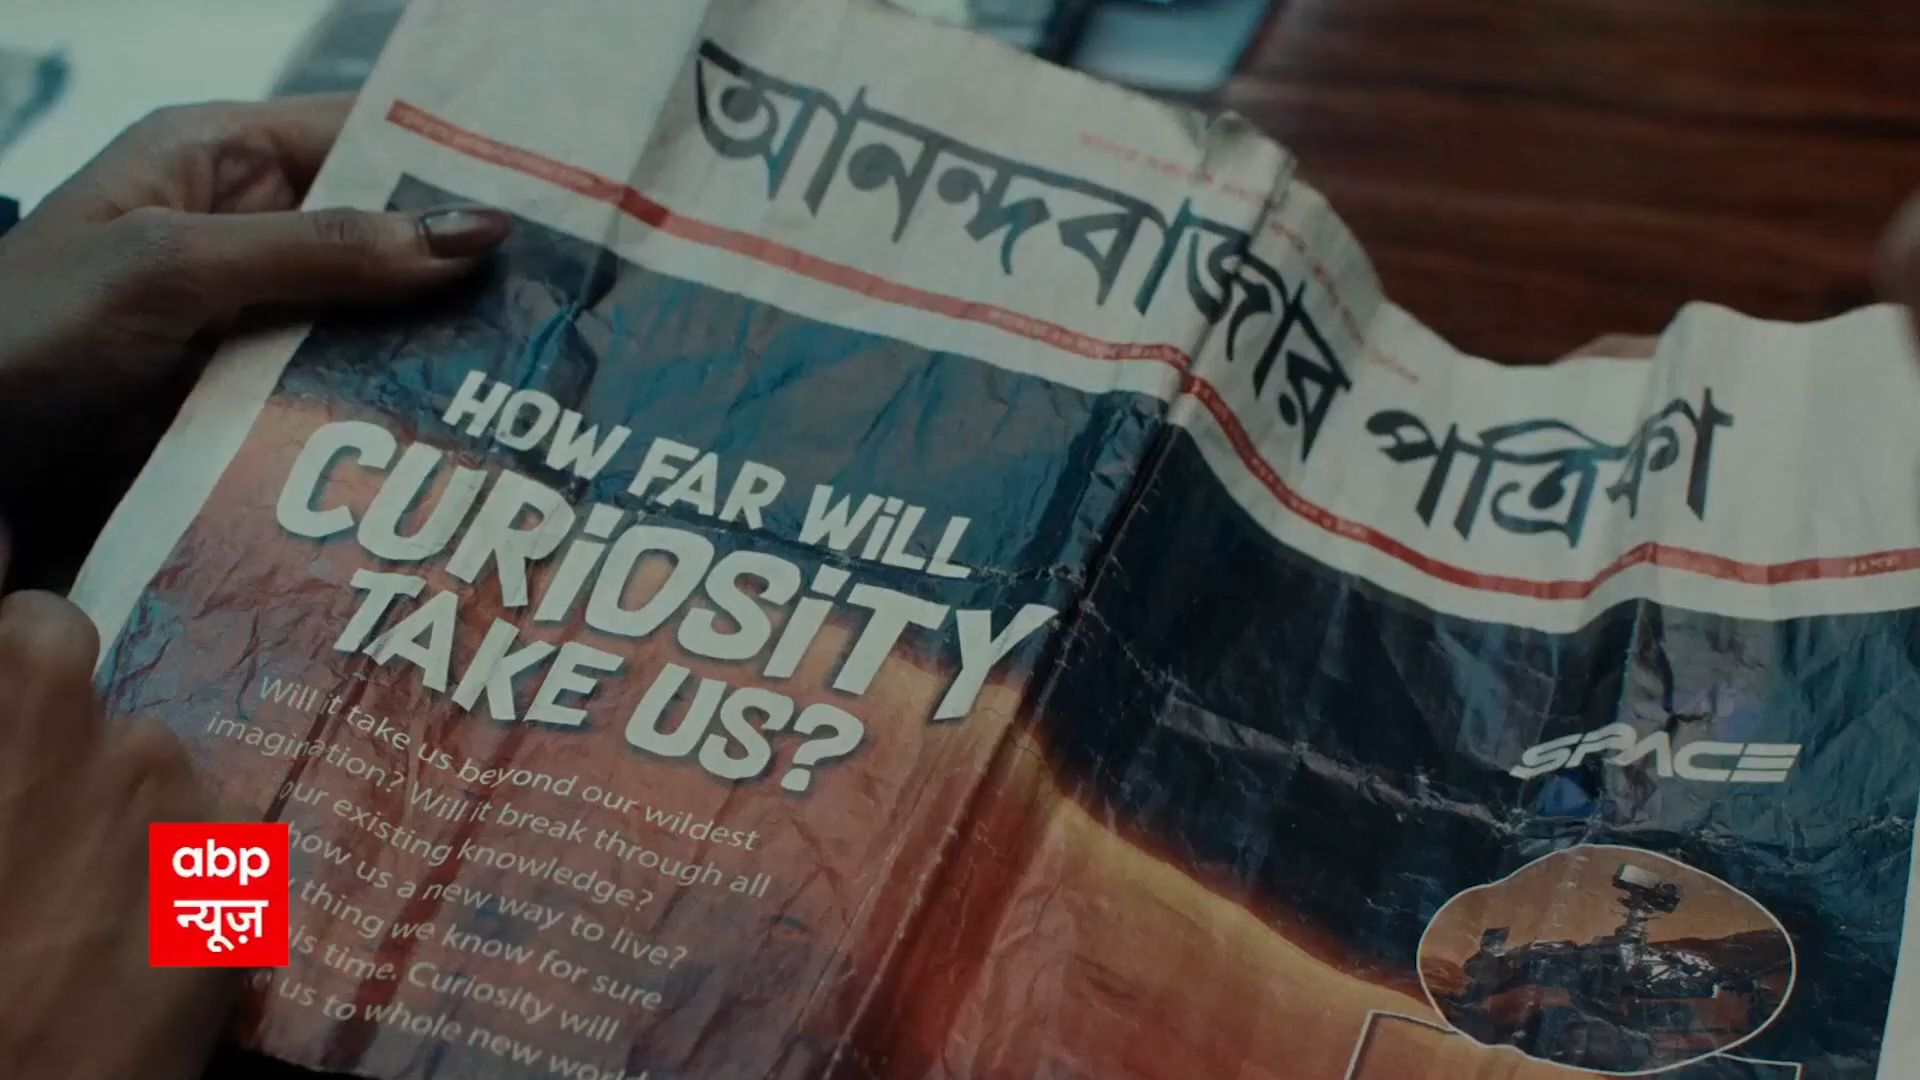 আনন্দবাজার পত্রিকা
HOW FAR WiLL
CURiOSiTY
TAKE US?
Will it take us beyond our wildest
imagination? Will it break through all
our existing knowledge?
how us a new way to live?
thing we know for sure
is time. Curiosity will
us to whole new world
SPACE
abp
न्यूज़